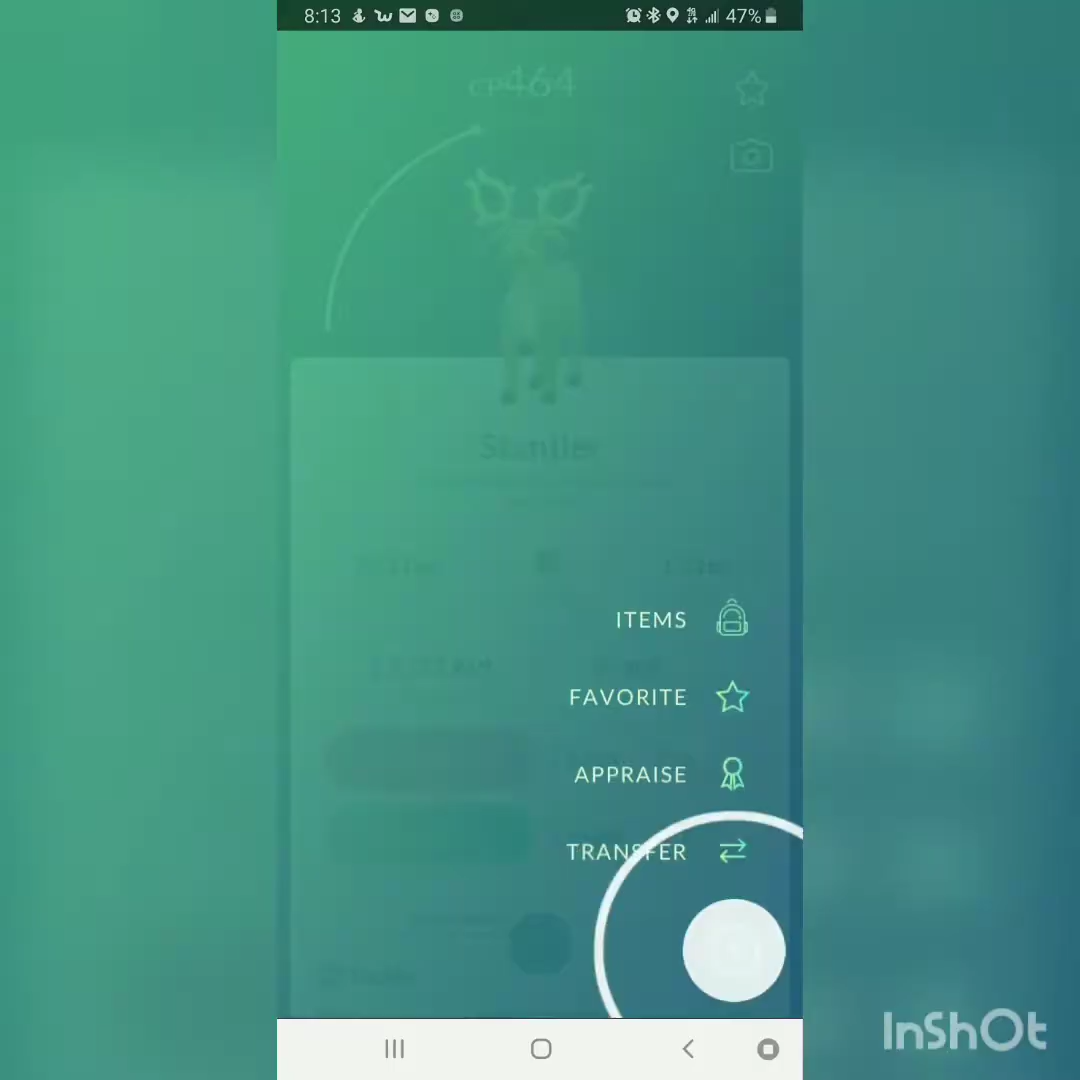 8:13
47%
CP464
Stantler
ITEMS
FAVORITE
APPRAISE
TRANSFER
InShOt